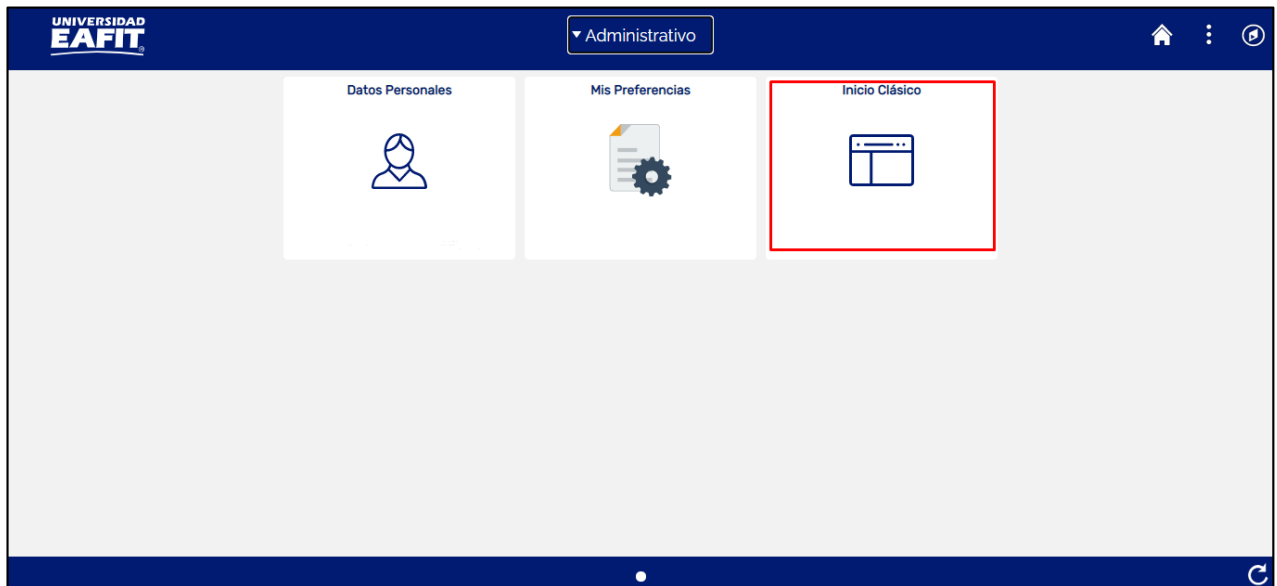 UNIVERSIDAD
EAFIT
Administrativo
Datos Personales
Mis Preferencias
Inicio Clásico